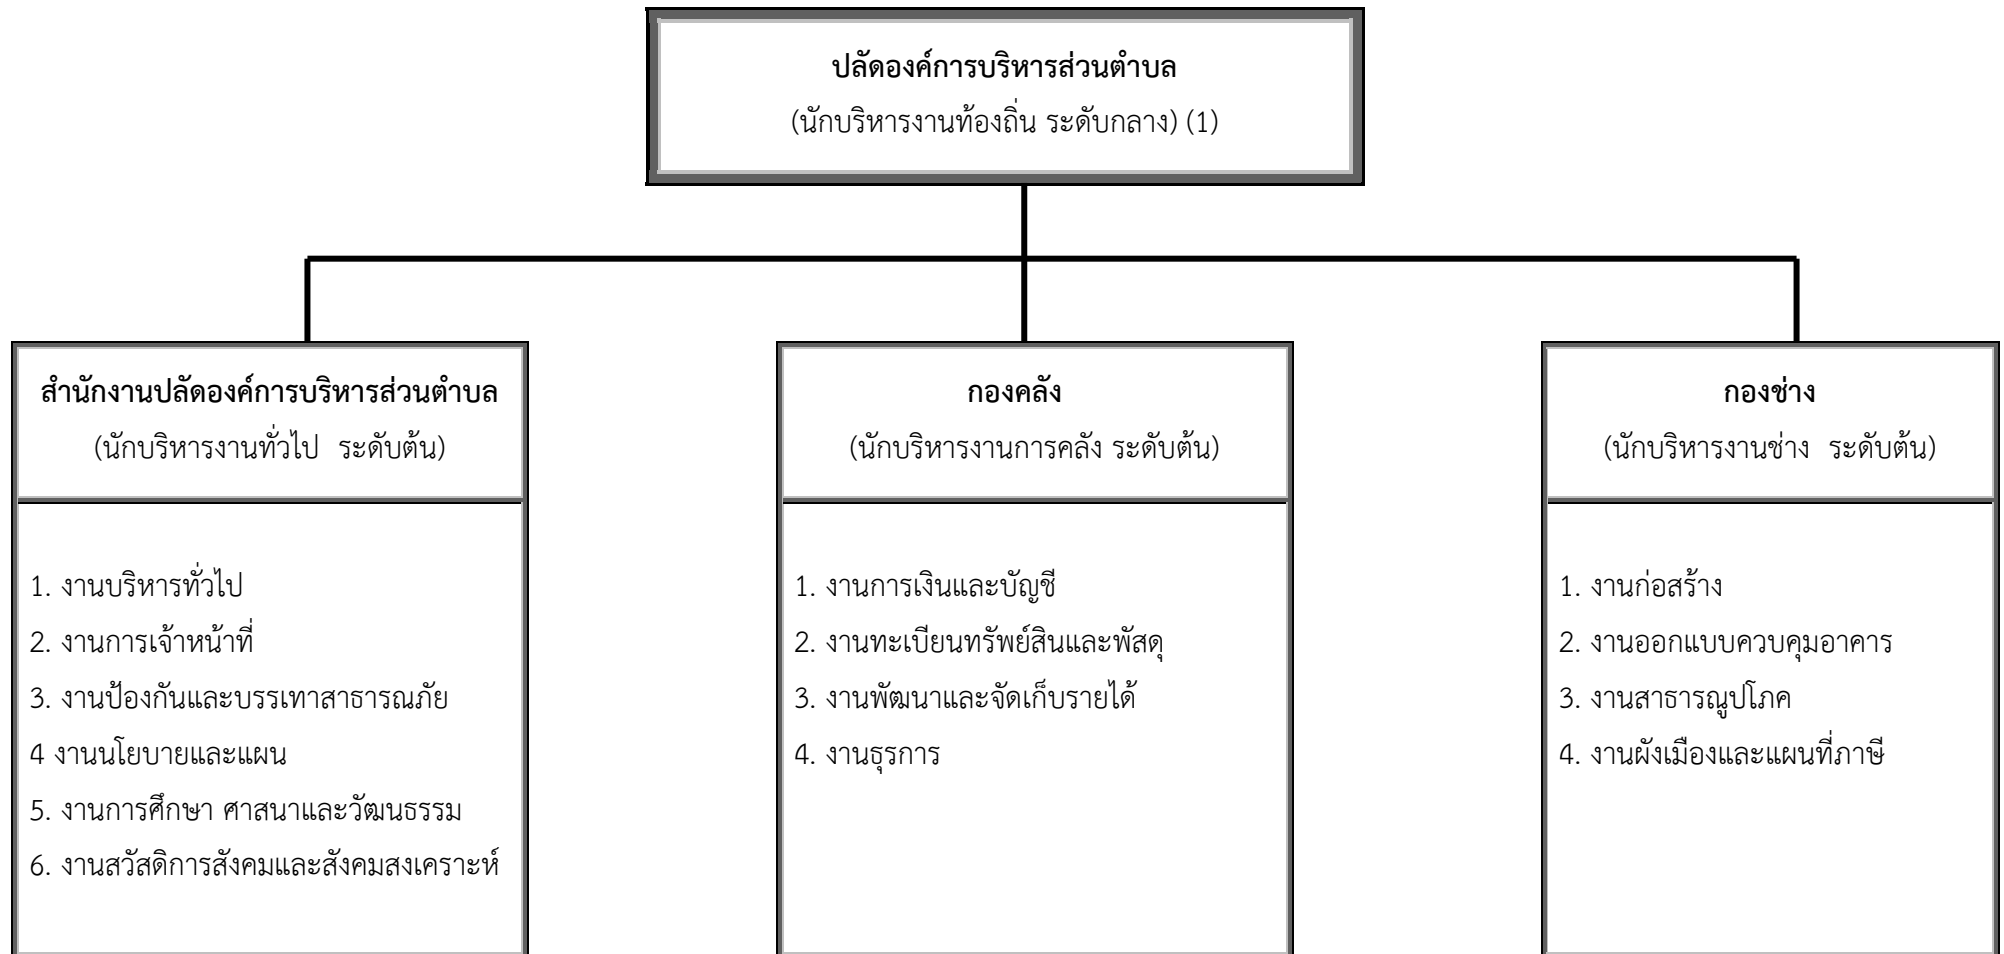 ปลัดองค์การบริหารส่วนตำบล
(นักบริหารงานท้องถิ่น ระดับกลาง) (1)
สำนักงานปลัดองค์การบริหารส่วนตำบล
(นักบริหารงานทั่วไป ระดับต้น)
1. งานบริหารทั่วไป
2. งานการเจ้าหน้าที่
3. งานป้องกันและบรรเทาสาธารณภัย
4 งานนโยบายและแผน
5. งานการศึกษา ศาสนาและวัฒนธรรม
6. งานสวัสดิการสังคมและสังคมสงเคราะห์
กองคลัง
(นักบริหารงานการคลัง ระดับต้น)
1. งานการเงินและบัญชี
2. งานทะเบียนทรัพย์สินและพัสดุ
3. งานพัฒนาและจัดเก็บรายได้
4. งานธุรการ
กองช่าง
(นักบริหารงานช่าง ระดับต้น)
1. งานก่อสร้าง
2. งานออกแบบควบคุมอาคาร
3. งานสาธารณูปโภค
4. งานผังเมืองและแผนที่ภาษี